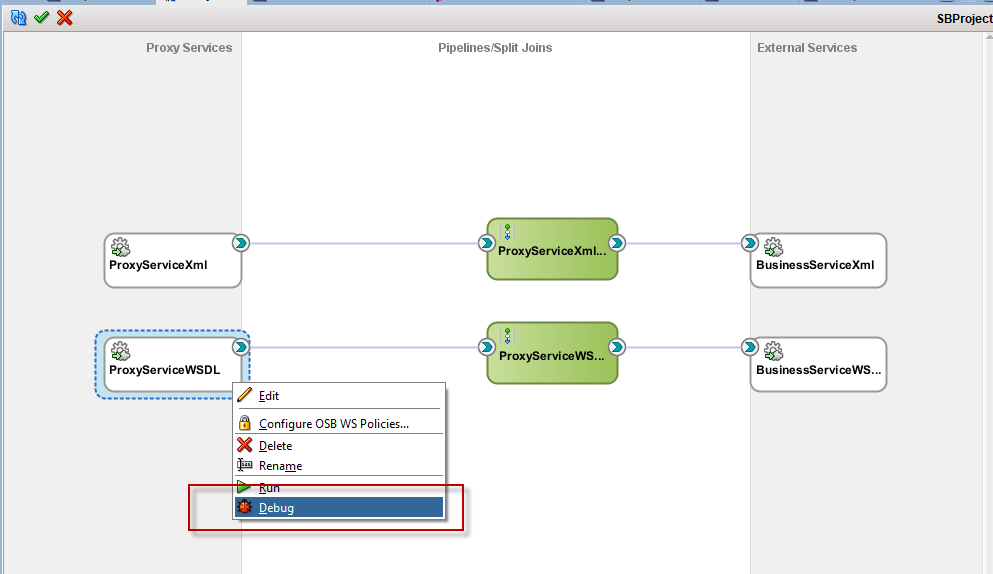 SBProject
Proxy Services
Pipelines/Split Joins
External Services
ProxyServiceXml
ProxyServiceXml...
BusinessServiceXml
ProxyServiceWSDL
ProxyServiceWS...
BusinessServiceWS...
Edit
Configure OSB WS Policies...
Delete
Rename
Run
Debug